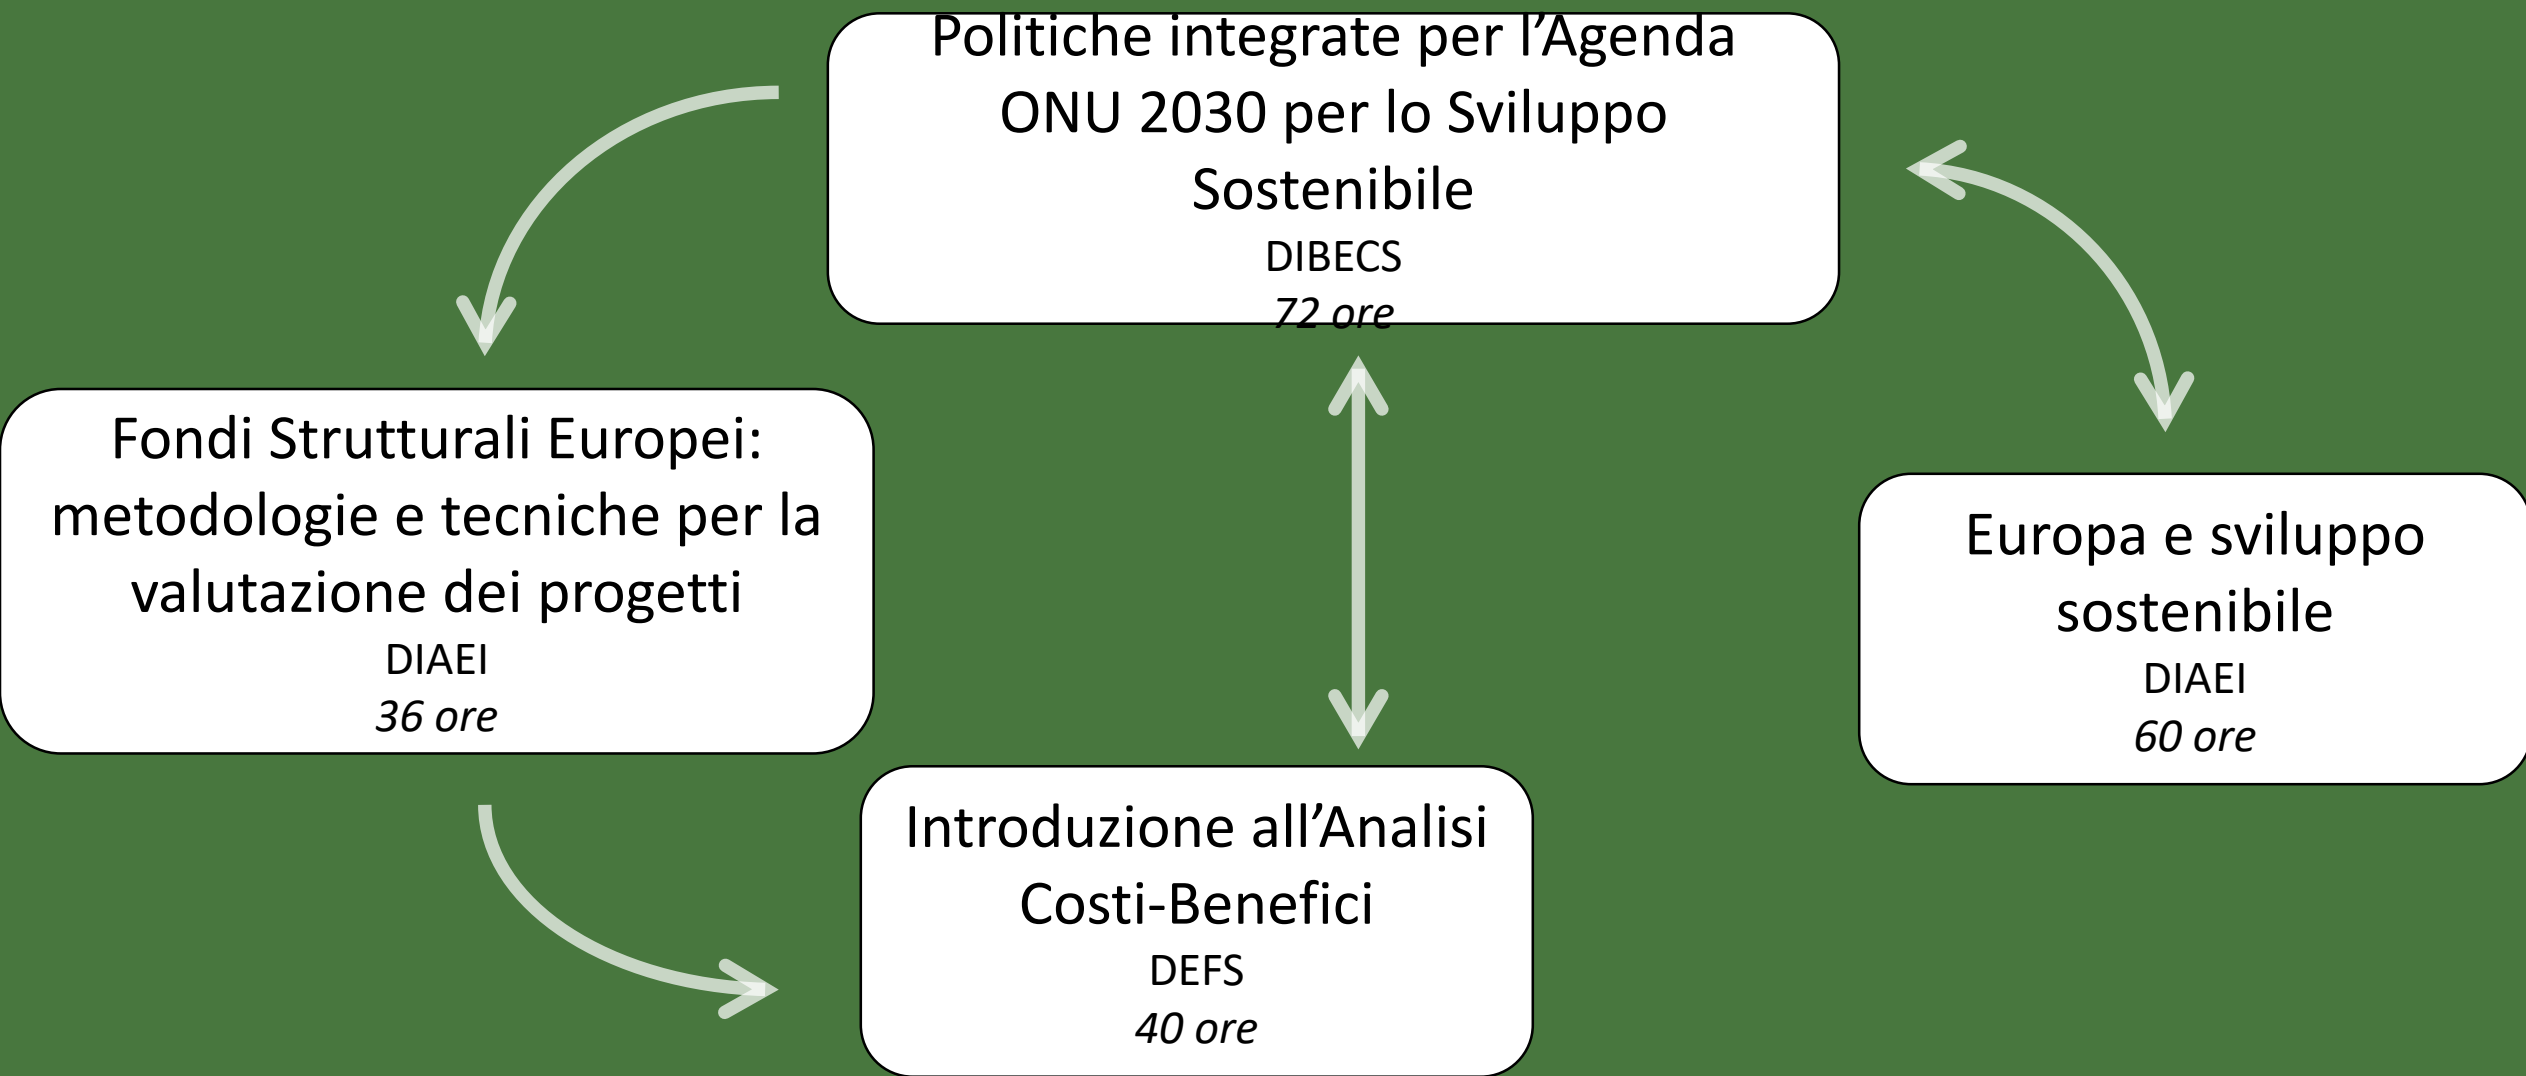 Politiche integrate per l’Agenda
ONU 2030 per lo Sviluppo
Sostenibile
DIBECS
72 ore
Fondi Strutturali Europei:
metodologie e tecniche per la
valutazione dei progetti
DIAEI
36 ore
Europa e sviluppo
sostenibile
DIAEI
60 ore
Introduzione all’Analisi
Costi-Benefici
DEFS
40 ore